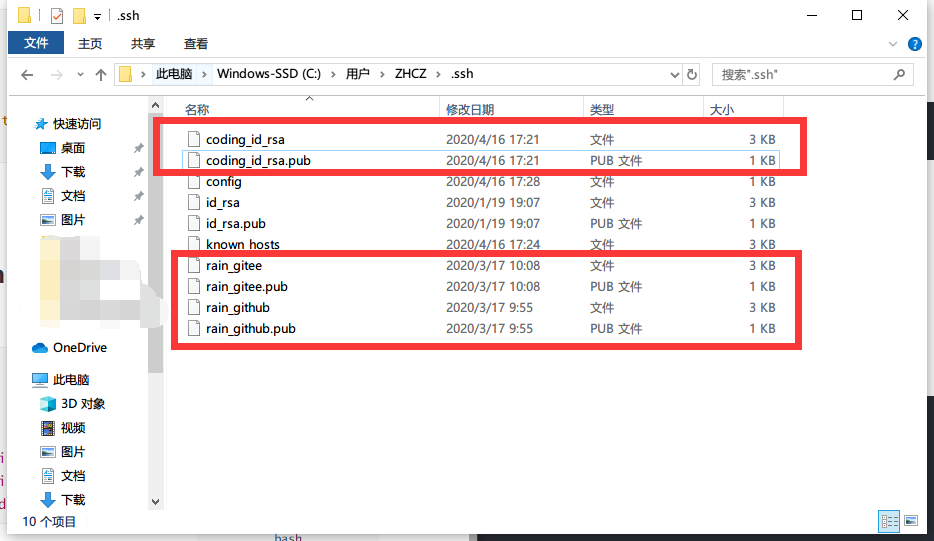 .ssh
文件 主页 共享 查看
此电脑 Windows-SSD (C:) 用户 ZHCZ .ssh 搜索".ssh"
名称 修改日期 类型 大小
快速访问
桌面
下载
文档
图片
OneDrive
此电脑
3D 对象
视频
图片
文档
下载
coding_id_rsa 2020/4/16 17:21 文件 3 KB
coding_id_rsa.pub 2020/4/16 17:21 PUB 文件 1 KB
config 2020/4/16 17:28 文件 1 KB
id_rsa 2020/1/19 19:07 文件 3 KB
id_rsa.pub 2020/1/19 19:07 PUB 文件 1 KB
known_hosts 2020/4/16 17:24 文件 3 KB
rain_gitee 2020/3/17 10:08 文件 3 KB
rain_gitee.pub 2020/3/17 10:08 PUB 文件 1 KB
rain_github 2020/3/17 9:55 文件 3 KB
rain_github.pub 2020/3/17 9:55 PUB 文件 1 KB
10 个项目
bash